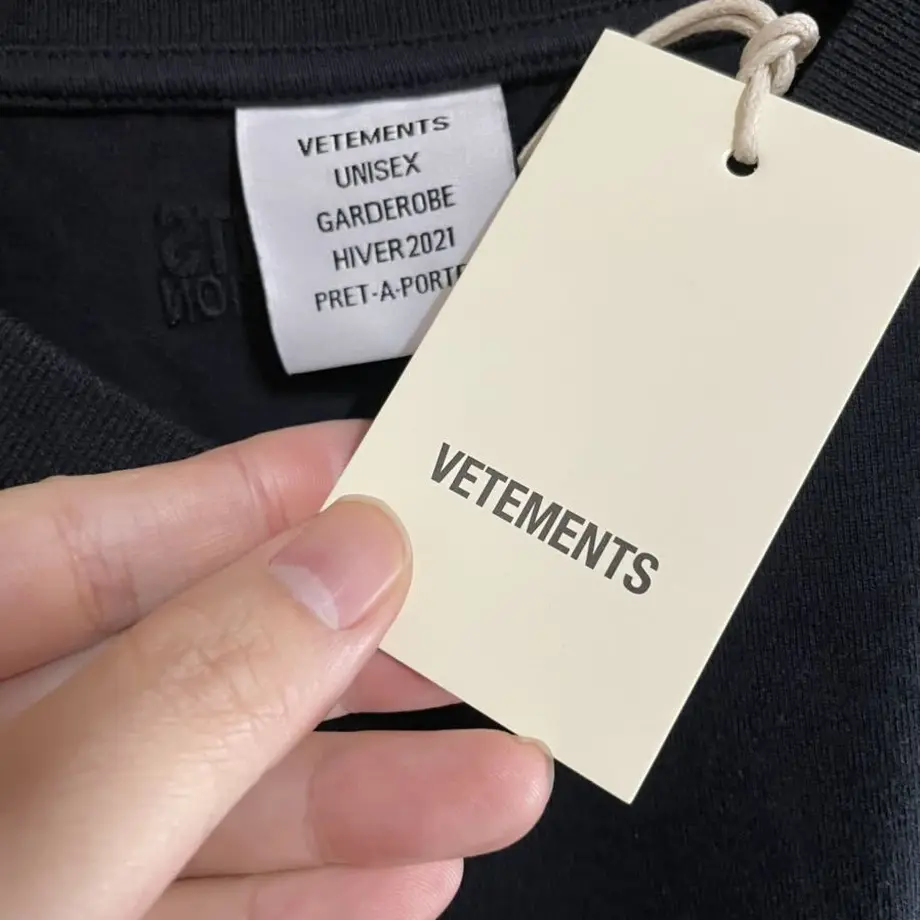 VETEMENTS
UNISEX
GARDEROBE
HIVER 2021
PRET-A-PORTE
VETEMENTS